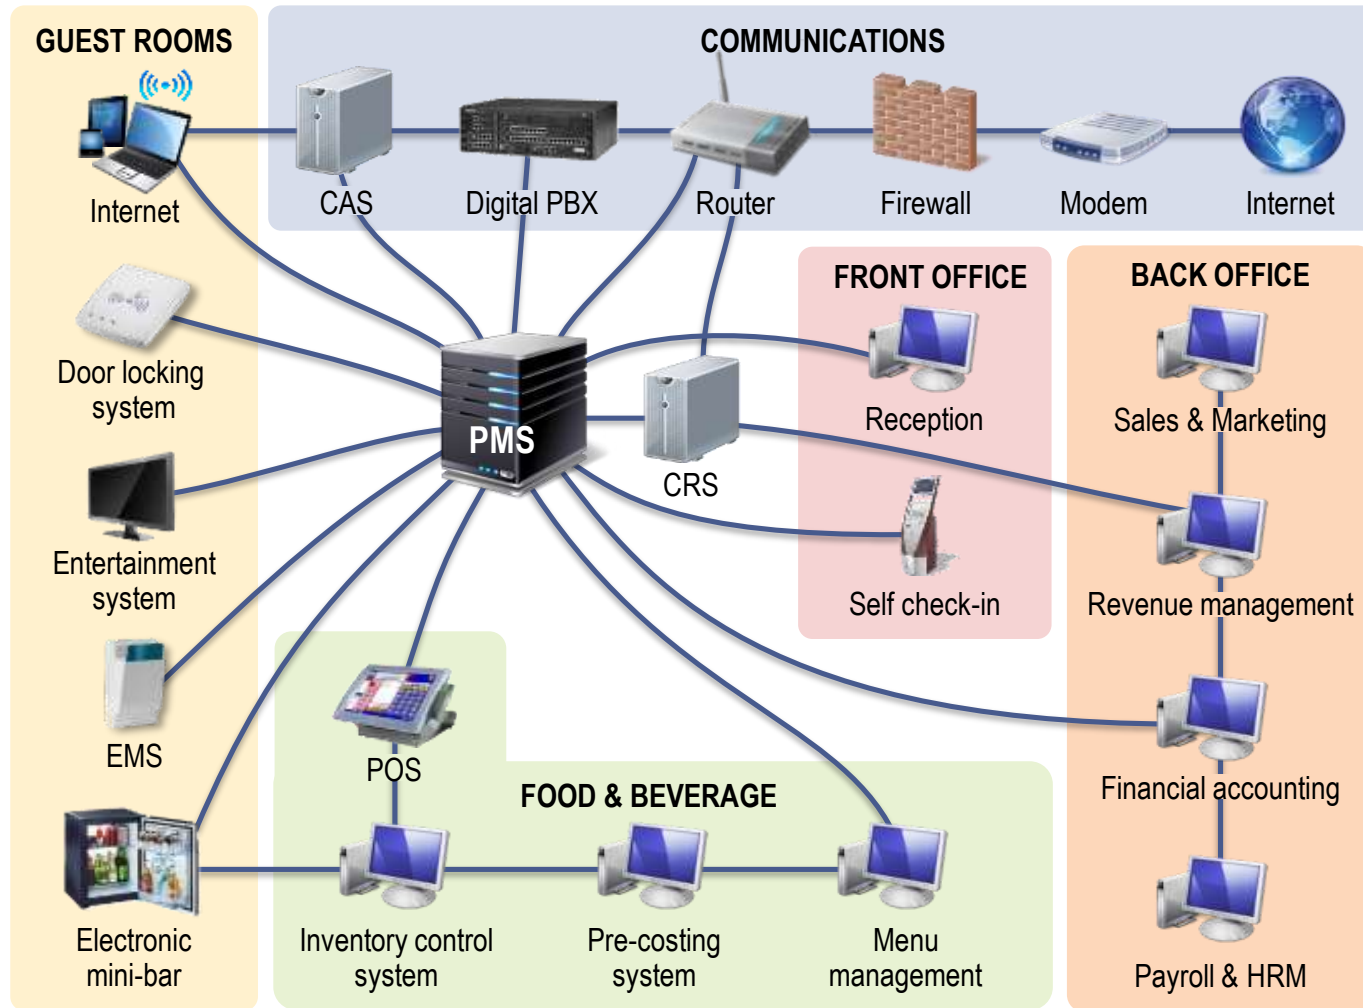 GUEST ROOMS
COMMUNICATIONS
Internet
CAS
Digital PBX
Router
Firewall
Modem
Internet
FRONT OFFICE
BACK OFFICE
Door locking
system
PMS
Reception
Sales & Marketing
CRS
Entertainment
system
Self check-in
Revenue management
EMS
POS
FOOD & BEVERAGE
Financial accounting
Electronic
mini-bar
Inventory control
system
Pre-costing
system
Menu
management
Payroll & HRM